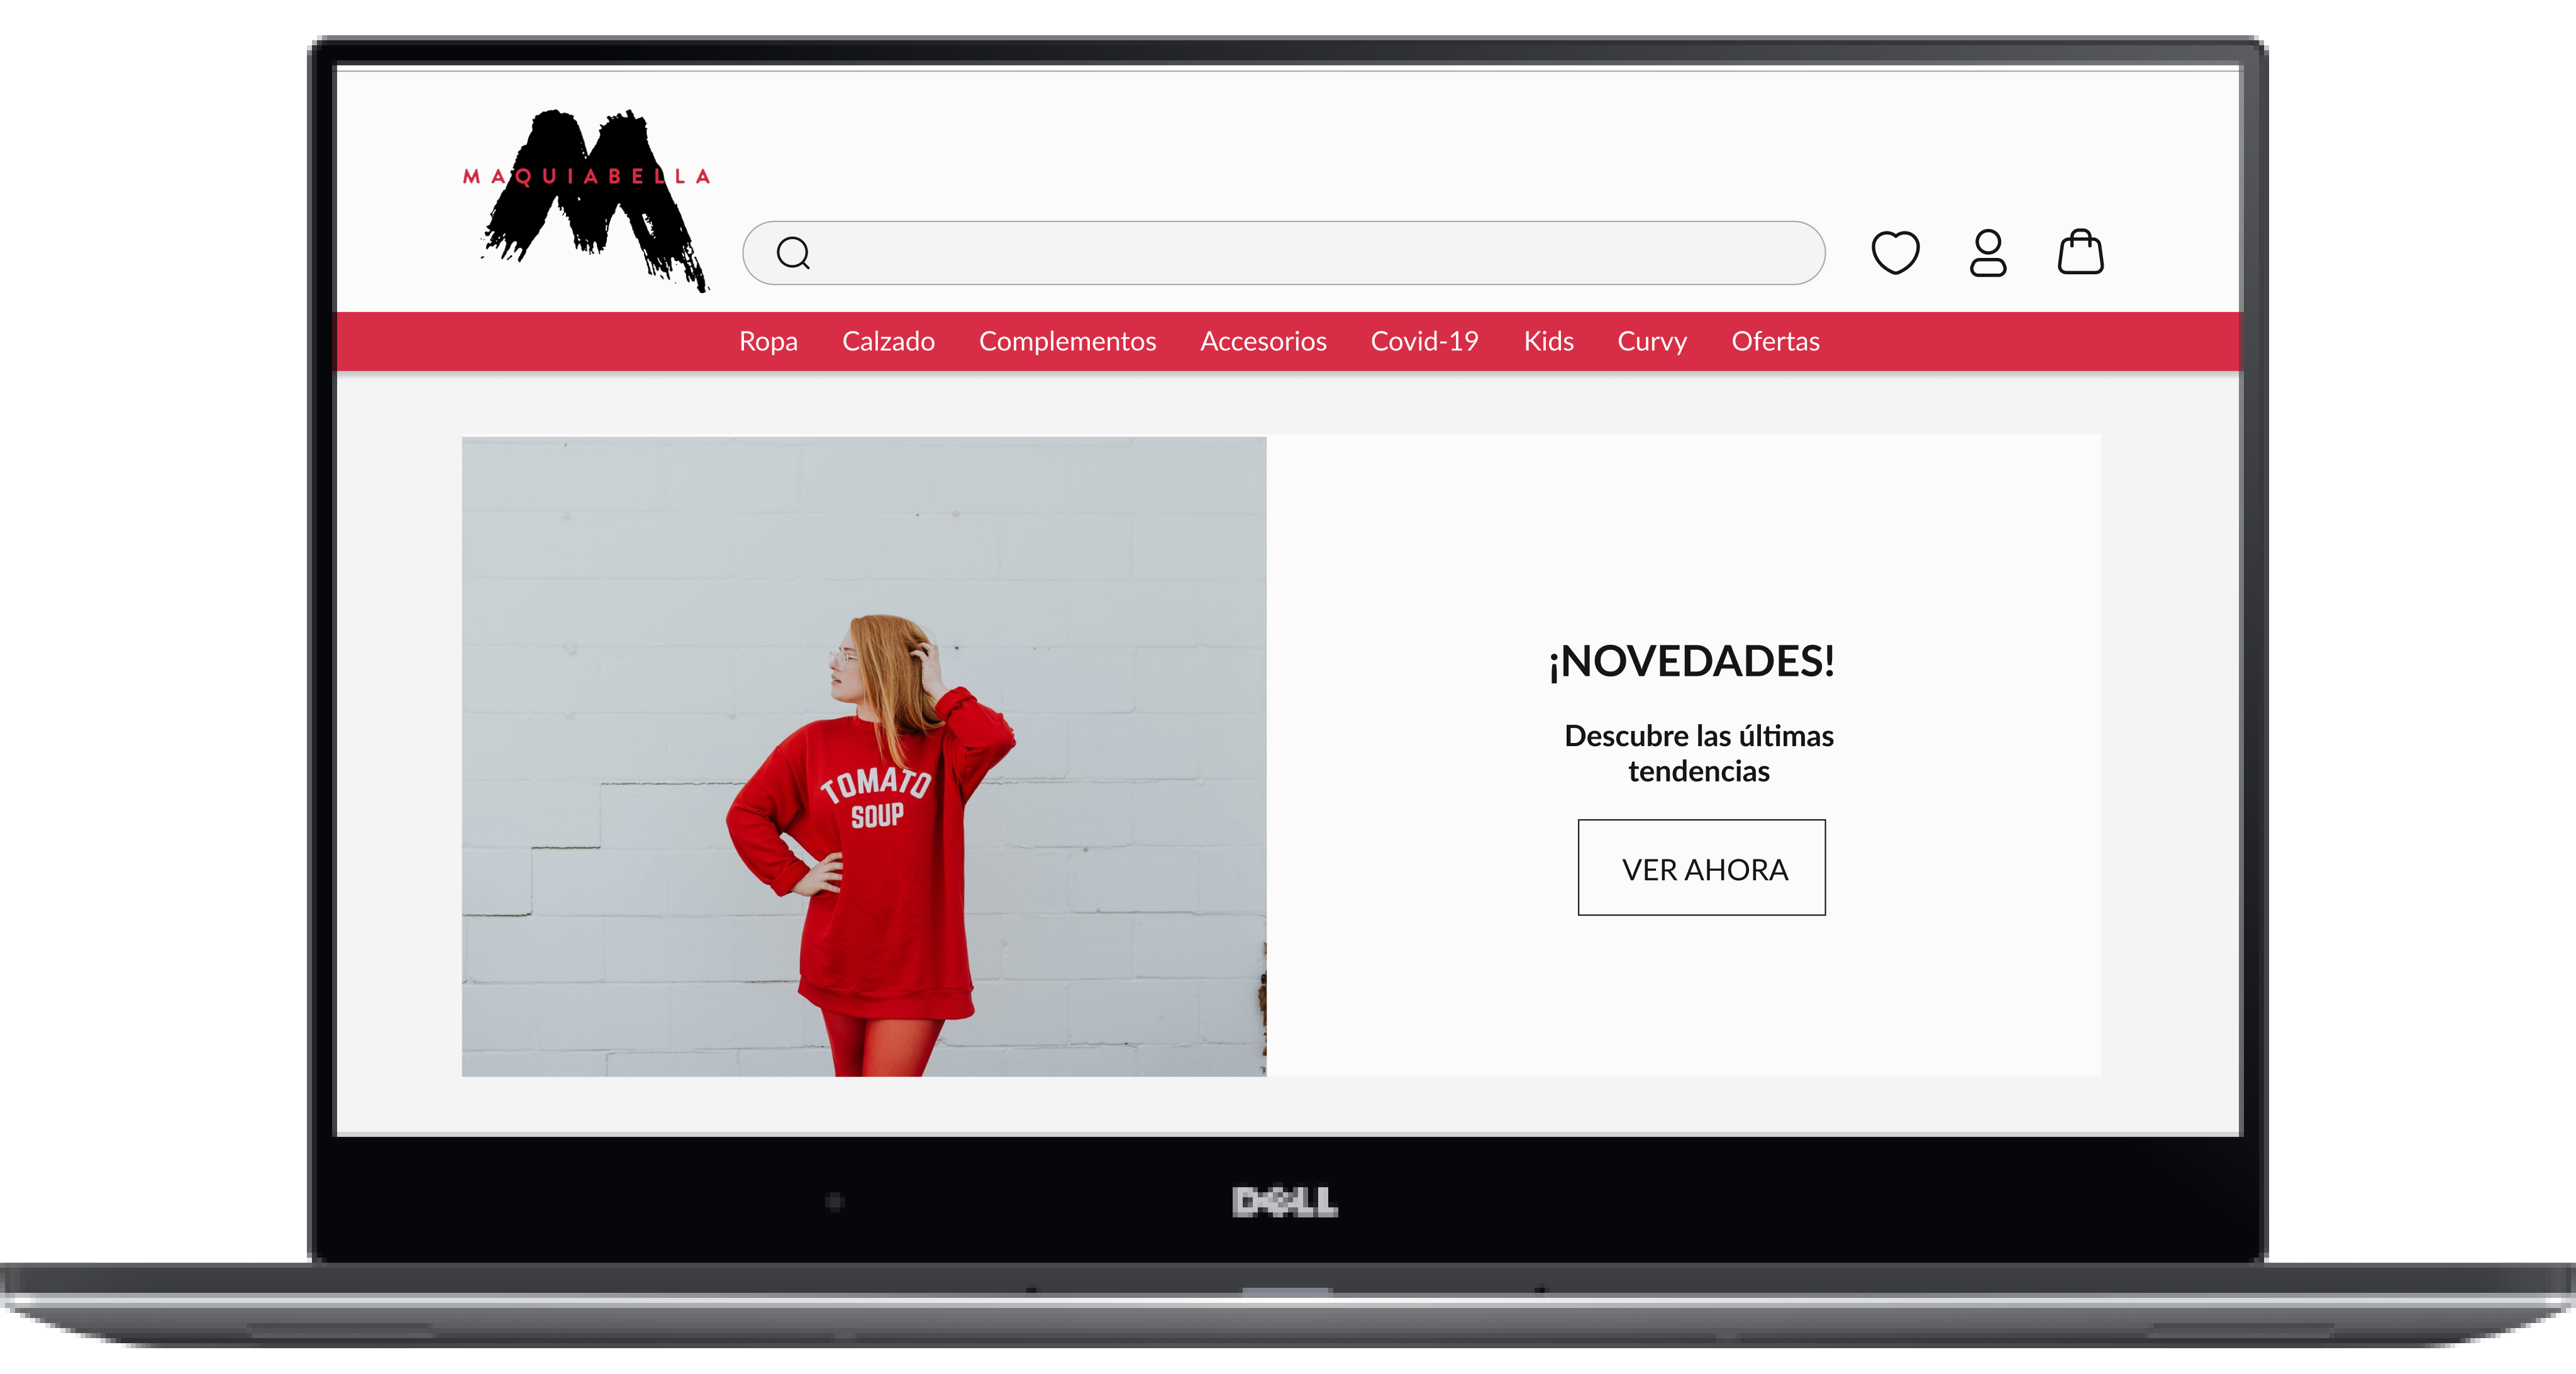 MAQUIABELLA
Ropa Calzado Complementos Accesorios Covid-19 Kids Curvy Ofertas
TOMATO
SOUP
¡NOVEDADES!
Descubre las últimas
tendencias
VER AHORA
DELL